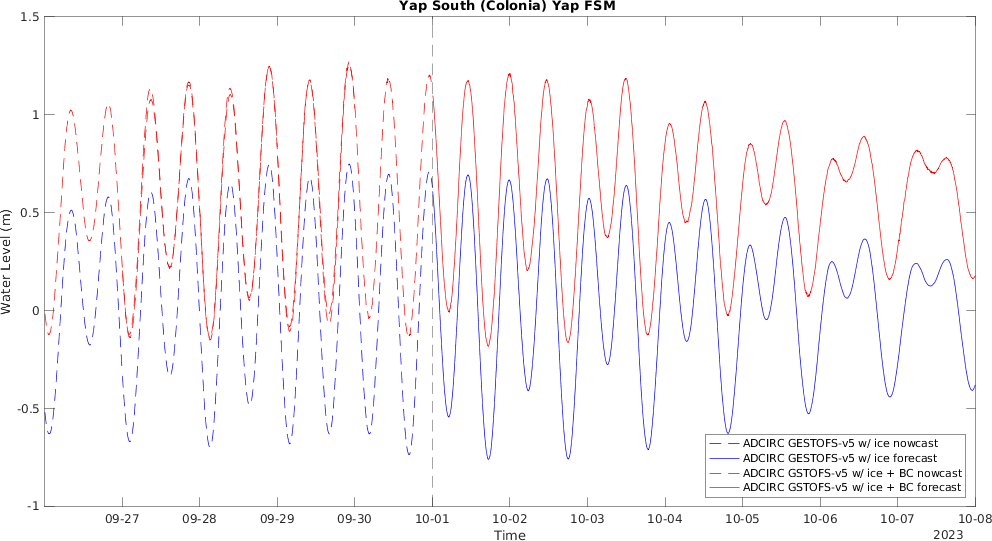 Yap South (Colonia) Yap FSM
1.5
1
0.5
0
-0.5
-1
Water Level (m)
ADCIRC GESTOFS-v5 w/ ice nowcast
ADCIRC GESTOFS-v5 w/ ice forecast
ADCIRC GSTOFS-v5 w/ ice + BC nowcast
ADCIRC GSTOFS-v5 w/ ice + BC forecast
09-27 09-28 09-29 09-30 10-01 10-02 10-03 10-04 10-05 10-06 10-07 10-08
Time
2023